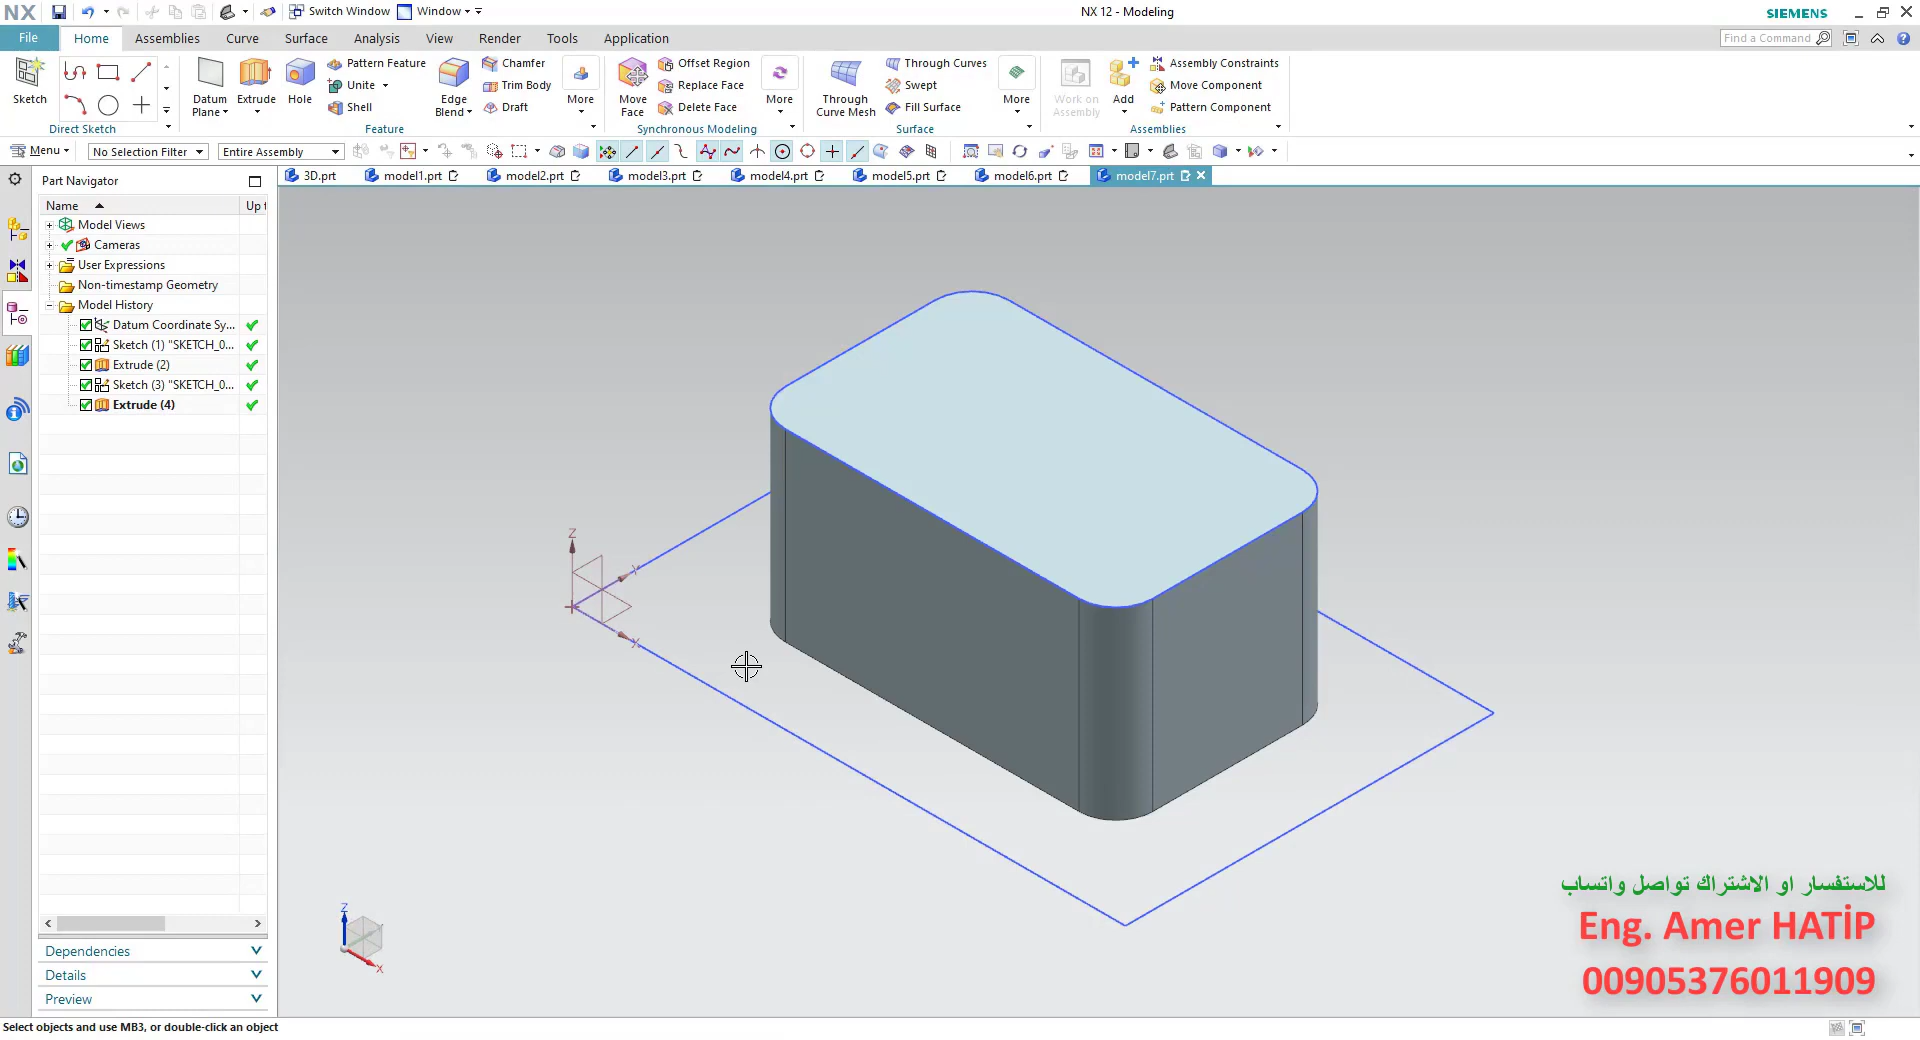 NX
Switch Window
Window
NX 12 - Modeling
SIEMENS
File
Home
Assemblies
Curve
Surface
Analysis
View
Render
Tools
Application
Find a Command
Sketch
Direct Sketch
Datum
Plane
Extrude
Hole
Pattern Feature
Unite
Shell
Edge
Blend
Chamfer
Trim Body
Draft
More
Feature
Move
Face
Offset Region
Replace Face
Delete Face
More
Synchronous Modeling
Through
Curve Mesh
Through Curves
Swept
Fill Surface
More
Surface
Work on
Assembly
Add
Assembly Constraints
Move Component
Pattern Component
Assemblies
Menu
No Selection Filter
Entire Assembly
Part Navigator
3D.prt
model1.prt
model2.prt
model3.prt
model4.prt
model5.prt
model6.prt
model7.prt
Name
Up t
Model Views
Cameras
User Expressions
Non-timestamp Geometry
Model History
Datum Coordinate Sy...
Sketch (1) "SKETCH_0...
Extrude (2)
Sketch (3) "SKETCH_0...
Extrude (4)
Z
Y
X
Z
X
Dependencies
Details
Preview
للاستفسار او الاشتراك تواصل واتساب
Eng. Amer HATİP
00905376011909
Select objects and use MB3, or double-click an object